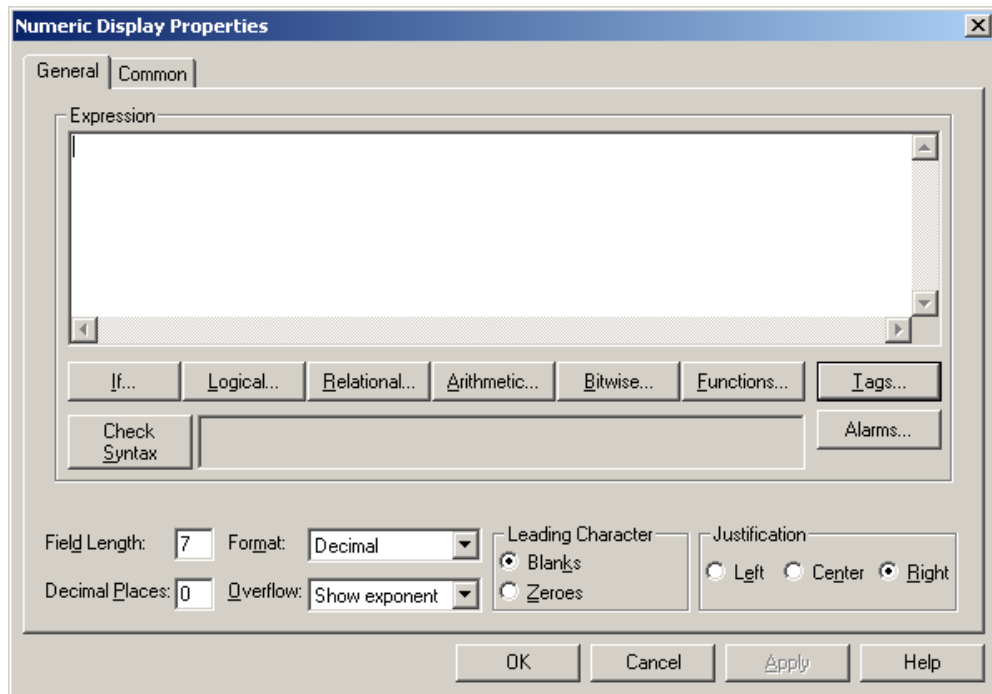 Numeric Display Properties
General Common
Expression
If... Logical... Relational... Arithmetic... Bitwise... Functions... Tags...
Check Syntax
Alarms...
Field Length: 7 Format: Decimal
Decimal Places: 0 Overflow: Show exponent
Leading Character
Blanks
Zeroes
Justification
Left Center Right
OK Cancel Apply Help